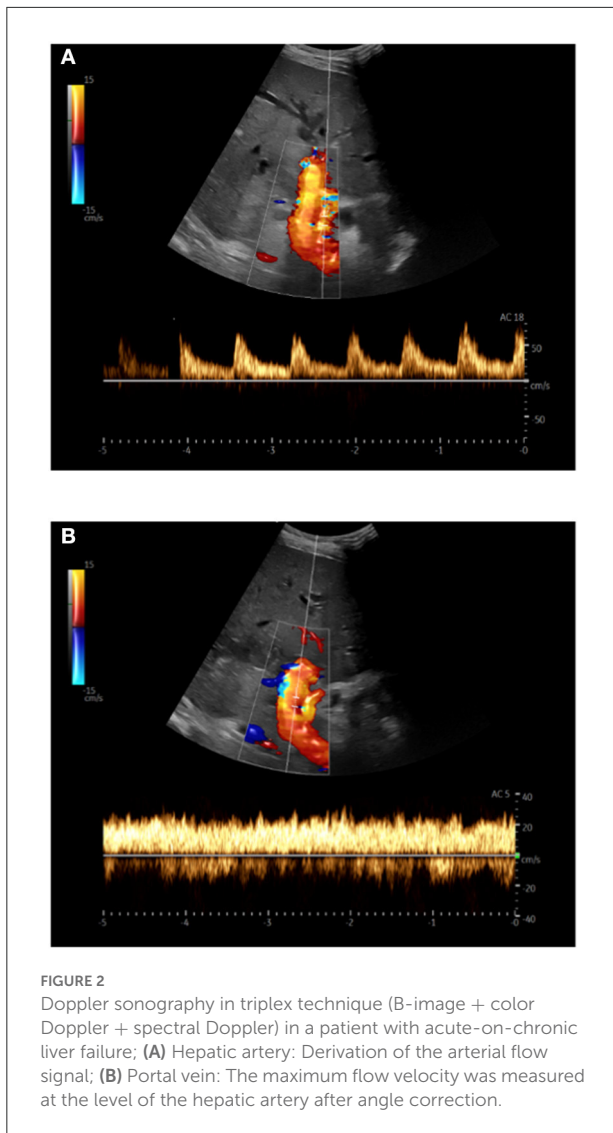 A
15
-15
cm/s
AC 18
50
cm/s
-50
-5
-4
-3
-2
-1
-0
B
15
-15
cm/s
AC 5
40
20
cm/s
-20
-40
-5
-4
-3
-2
-1
-0
FIGURE 2
Doppler sonography in triplex technique (B-image + color
Doppler + spectral Doppler) in a patient with acute-on-chronic
liver failure; (A) Hepatic artery: Derivation of the arterial flow
signal; (B) Portal vein: The maximum flow velocity was measured
at the level of the hepatic artery after angle correction.